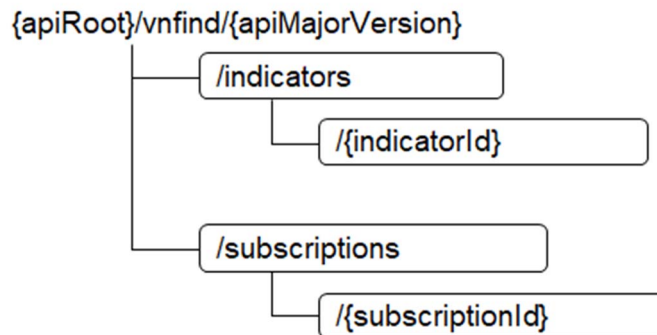 {apiRoot}/vnfind/{apiMajorVersion}
/indicators
/{indicatorId}
/subscriptions
/{subscriptionId}